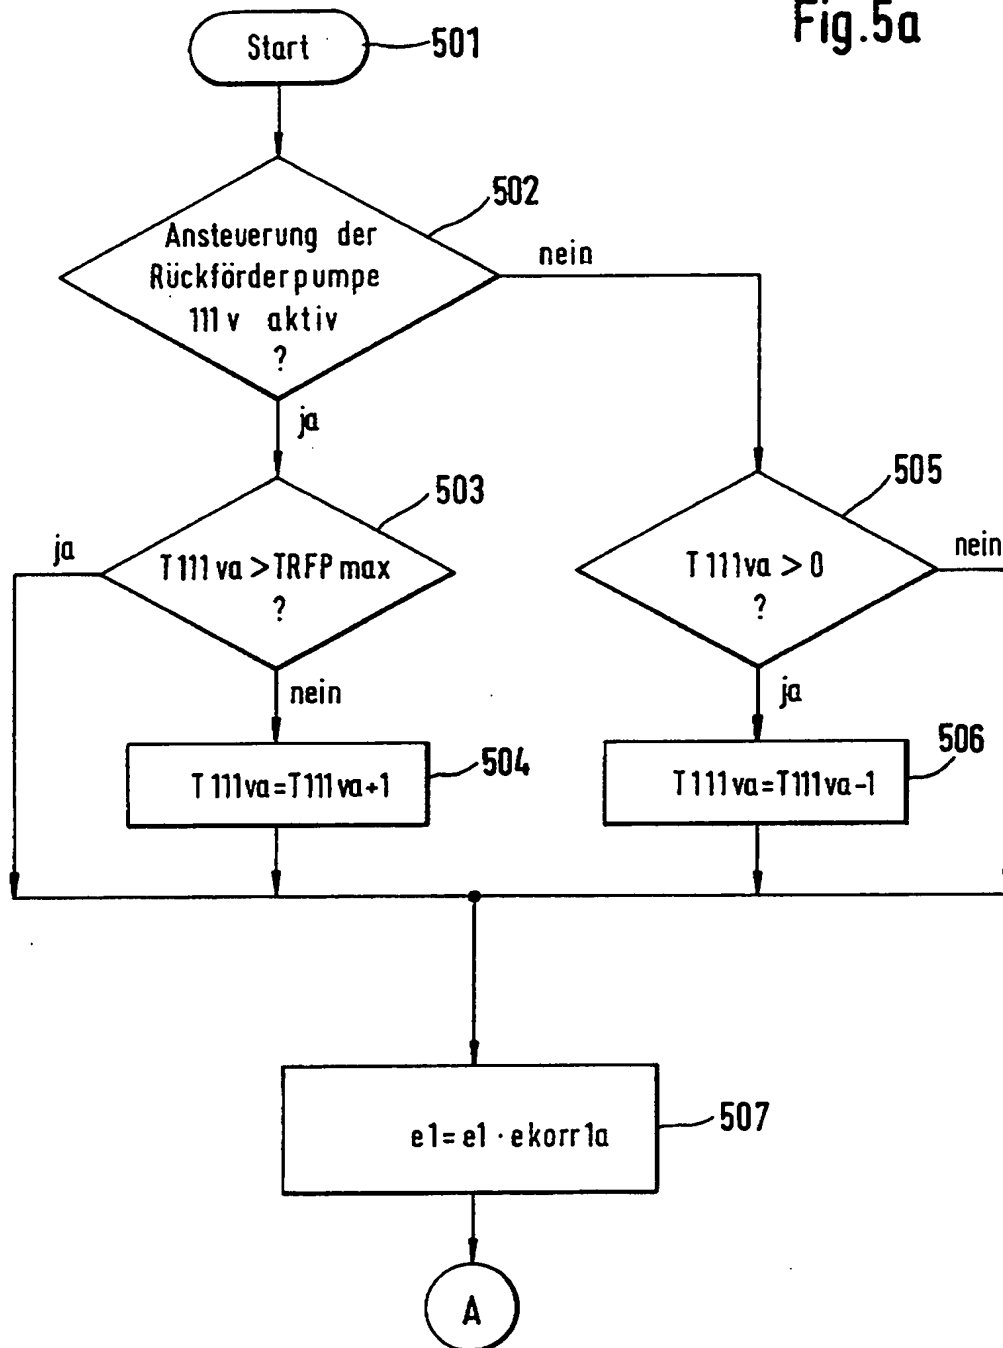 Fig.5a
Start
501
502
Ansteuerung der
Rückförderpumpe
111v aktiv
?
nein
ja
503
T111va>TRFPmax
?
ja
nein
505
T111va>0
?
nein
ja
504
T111va=T111va+1
506
T111va=T111va-1
507
e1=e1·ekorr1a
A